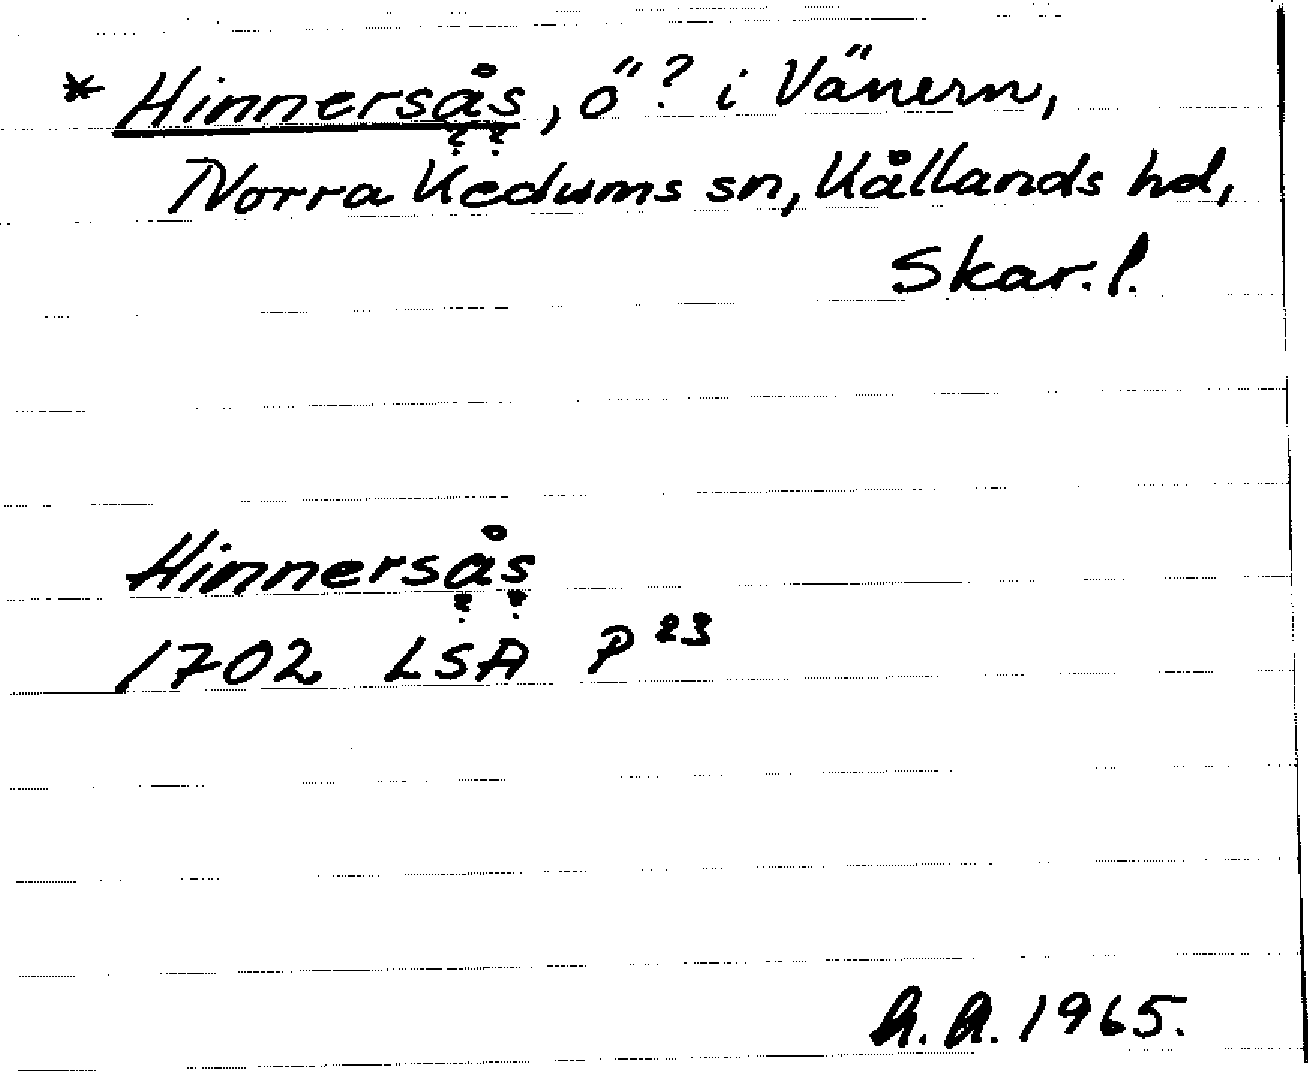 * Hinnersås, ö? i Vänern,
? ?
Norra Kedums sn, Kållands hd,
Skar. l.
Hinnersås
? ?
1702 LSA P 23
h.a. 1965.